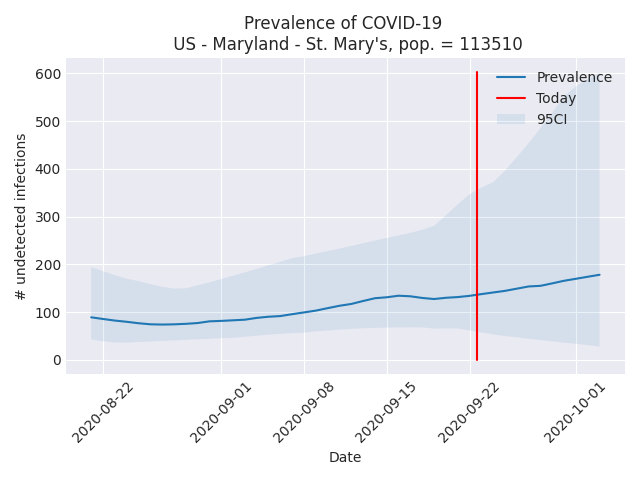 Prevalence of COVID-19
US - Maryland - St. Mary's, pop. = 113510
Prevalence
Today
95CI
# undetected infections
600
500
400
300
200
100
0
2020-08-22
2020-09-01
2020-09-08
2020-09-15
2020-09-22
2020-10-01
Date